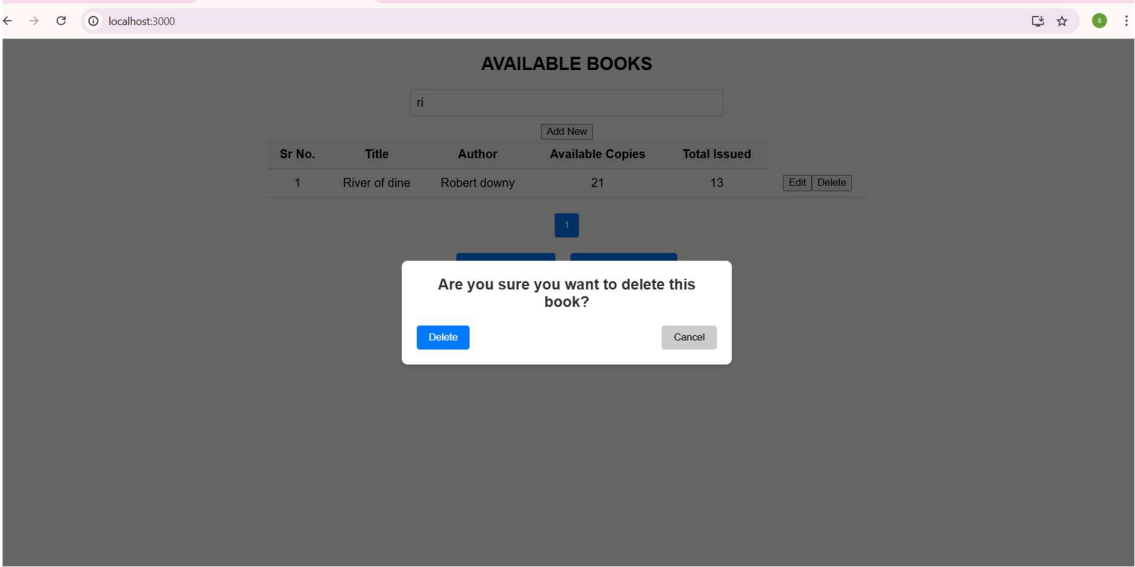 localhost:3000
S
AVAILABLE BOOKS
ri
Add New
Sr No. Title Author Available Copies Total Issued
1 River of dine Robert downy 21 13 Edit Delete
1
Are you sure you want to delete this
book?
Delete Cancel